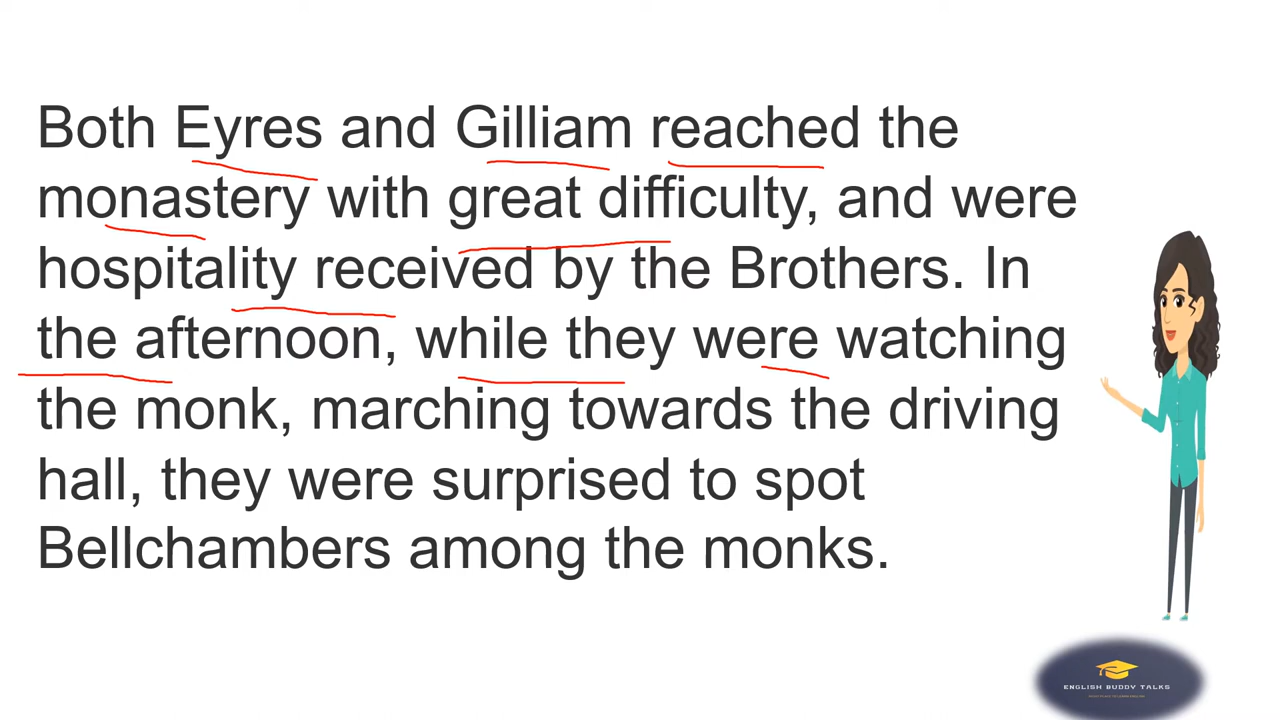 Both Eyres and Gilliam reached the
monastery with great difficulty, and were
hospitality received by the Brothers. In
the afternoon, while they were watching
the monk, marching towards the driving
hall, they were surprised to spot
Bellchambers among the monks.
ENGLISH BUDDY TALKS